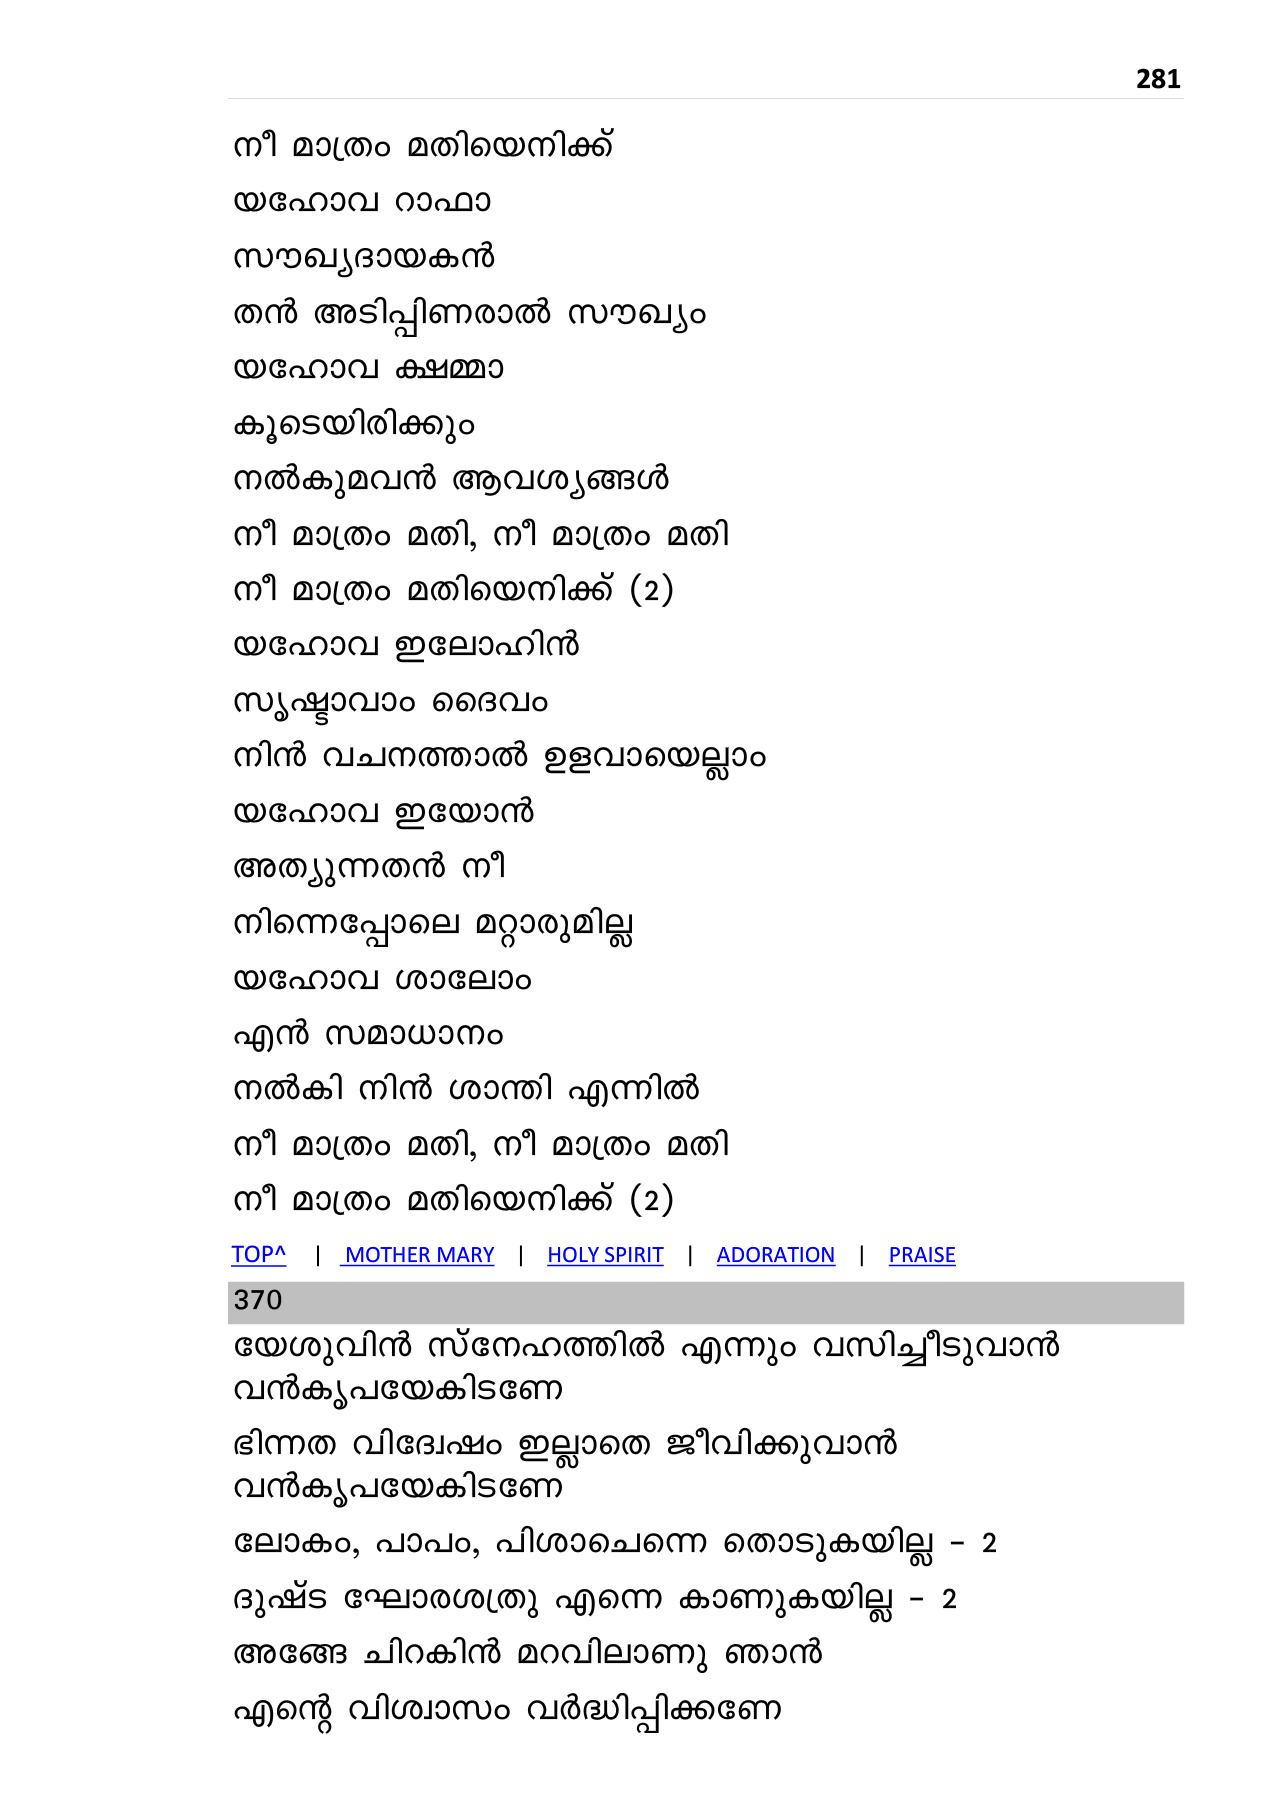 281
നീ മാത്രം മതിയെനിക്ക്
യഹോവ റാഫാ
സൗഖ്യദായകൻ
തൻ അടിപ്പിണരാൽ സൗഖ്യം
യഹോവ ക്ഷമ്മാ
കൂടെയിരിക്കും
നൽകുമവൻ ആവശ്യങ്ങൾ
നീ മാത്രം മതി, നീ മാത്രം മതി
നീ മാത്രം മതിയെനിക്ക് (2)
യഹോവ ഇലോഹിൻ
സൃഷ്ടാവാം ദൈവം
നിൻ വചനത്താൽ ഉളവായെല്ലാം
യഹോവ ഇയോൻ
അത്യുന്നതൻ നീ
നിന്നെപ്പോലെ മറ്റാരുമില്ല
യഹോവ ശാലോം
എൻ സമാധാനം
നൽകി നിൻ ശാന്തി എന്നിൽ
നീ മാത്രം മതി, നീ മാത്രം മതി
നീ മാത്രം മതിയെനിക്ക് (2)
TOP^ | MOTHER MARY | HOLY SPIRIT | ADORATION | PRAISE
370
യേശുവിൻ സ്നേഹത്തിൽ എന്നും വസിച്ചീടുവാൻ
വൻകൃപയേകിടണേ
ഭിന്നത വിദ്വേഷം ഇല്ലാതെ ജീവിക്കുവാൻ
വൻകൃപയേകിടണേ
ലോകം, പാപം, പിശാചെന്നെ തൊടുകയില്ല - 2
ദുഷ്ട ഘോരശത്രു എന്നെ കാണുകയില്ല - 2
അങ്ങേ ചിറകിൻ മറവിലാണു ഞാൻ
എന്റെ വിശ്വാസം വർദ്ധിപ്പിക്കണേ